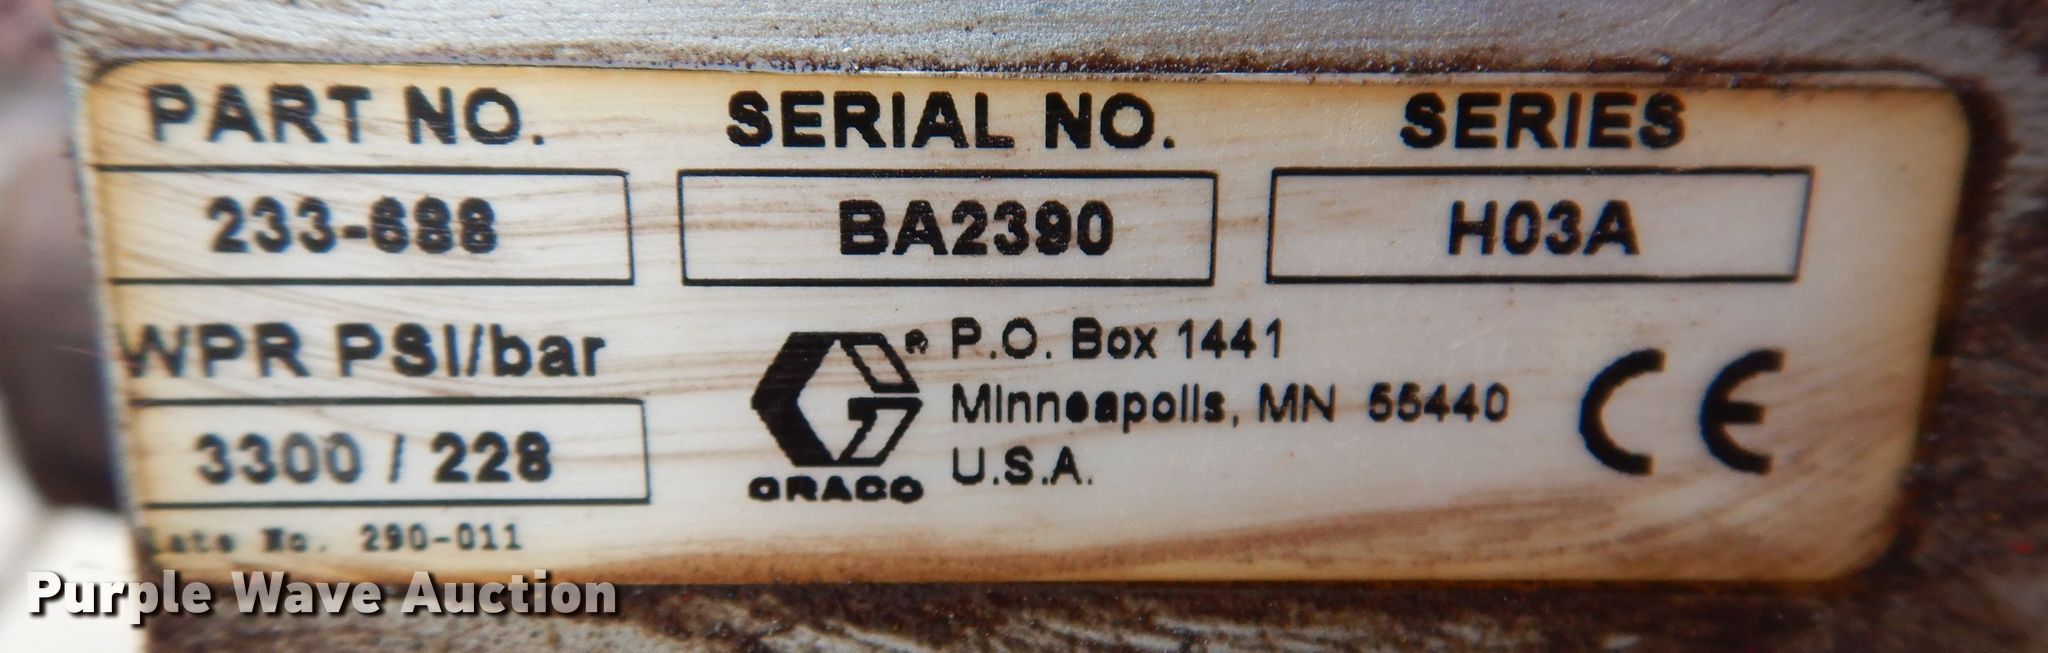 PART NO. SERIAL NO. SERIES
233-688 BA2390 H03A
WPR PSI/bar
3300 / 228
GRACO ®
P.O. Box 1441
Minneapolis, MN 55440
U.S.A.
CE
No. 290-011
Purple Wave Auction